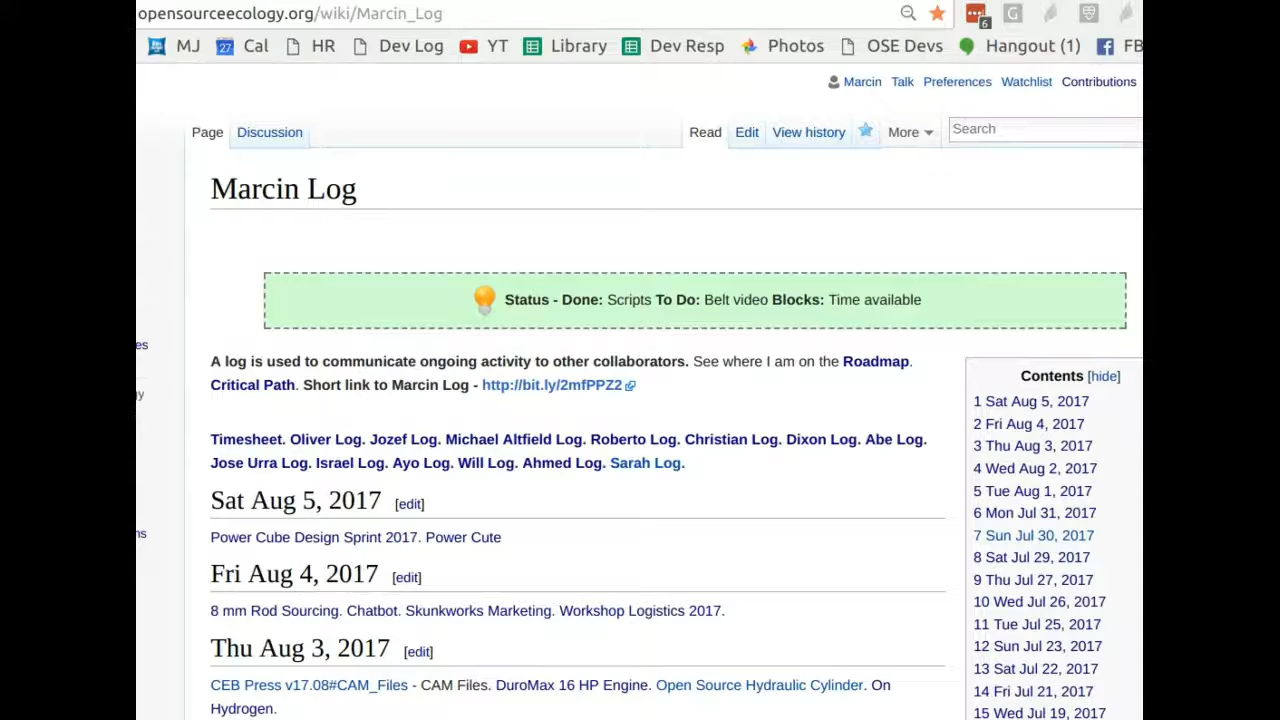 opensourceecology.org/wiki/Marcin_Log
6 G
MJ 27 Cal HR Dev Log YT Library Dev Resp Photos OSE Devs Hangout (1) FB
Marcin Talk Preferences Watchlist Contributions
Page Discussion Read Edit View history More Search
Marcin Log
Status - Done: Scripts To Do: Belt video Blocks: Time available
es
gy
ns
A log is used to communicate ongoing activity to other collaborators. See where I am on the Roadmap.
Critical Path. Short link to Marcin Log - http://bit.ly/2mfPPZ2
Timesheet. Oliver Log. Jozef Log. Michael Altfield Log. Roberto Log. Christian Log. Dixon Log. Abe Log.
Jose Urra Log. Israel Log. Ayo Log. Will Log. Ahmed Log. Sarah Log.
Sat Aug 5, 2017 [edit]
Power Cube Design Sprint 2017. Power Cute
Fri Aug 4, 2017 [edit]
8 mm Rod Sourcing. Chatbot. Skunkworks Marketing. Workshop Logistics 2017.
Thu Aug 3, 2017 [edit]
CEB Press v17.08#CAM_Files - CAM Files. DuroMax 16 HP Engine. Open Source Hydraulic Cylinder. On
Hydrogen.
Contents [hide]
1 Sat Aug 5, 2017
2 Fri Aug 4, 2017
3 Thu Aug 3, 2017
4 Wed Aug 2, 2017
5 Tue Aug 1, 2017
6 Mon Jul 31, 2017
7 Sun Jul 30, 2017
8 Sat Jul 29, 2017
9 Thu Jul 27, 2017
10 Wed Jul 26, 2017
11 Tue Jul 25, 2017
12 Sun Jul 23, 2017
13 Sat Jul 22, 2017
14 Fri Jul 21, 2017
15 Wed Jul 19, 2017